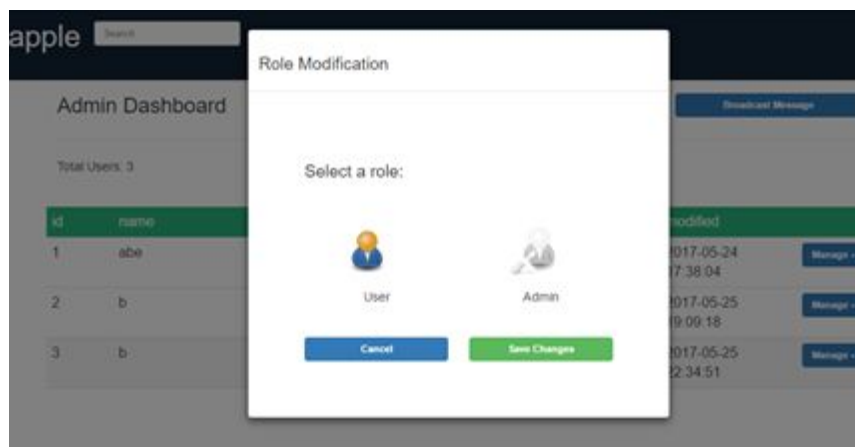 apple
Search
Role Modification
Admin Dashboard
Broadcast Message
Total Users: 3
Select a role:
id name modified
1 abe 2017-05-24
17:38:04
Manage
2 b 2017-05-25
19:09:18
Manage
3 b 2017-05-25
22:34:51
Manage
User Admin
Cancel Save Changes